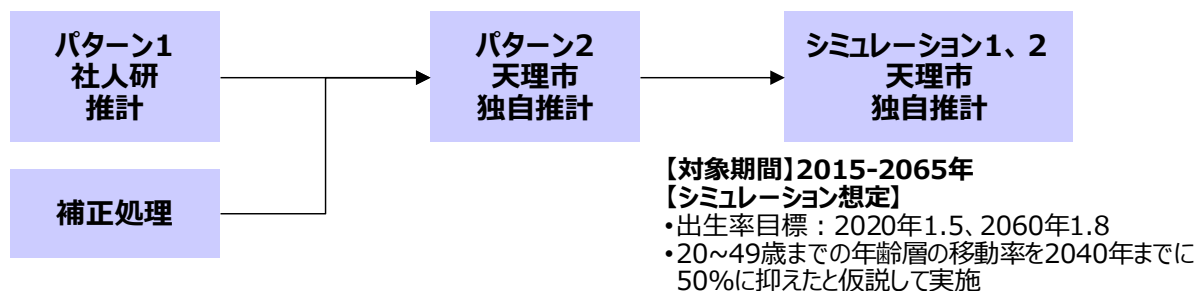 パターン1
社人研
推計
パターン2
天理市
独自推計
シミュレーション1、2
天理市
独自推計
補正処理
【対象期間】2015-2065年
【シミュレーション想定】
•出生率目標：2020年1.5、2060年1.8
•20~49歳までの年齢層の移動率を2040年までに
50%に抑えたと仮説して実施